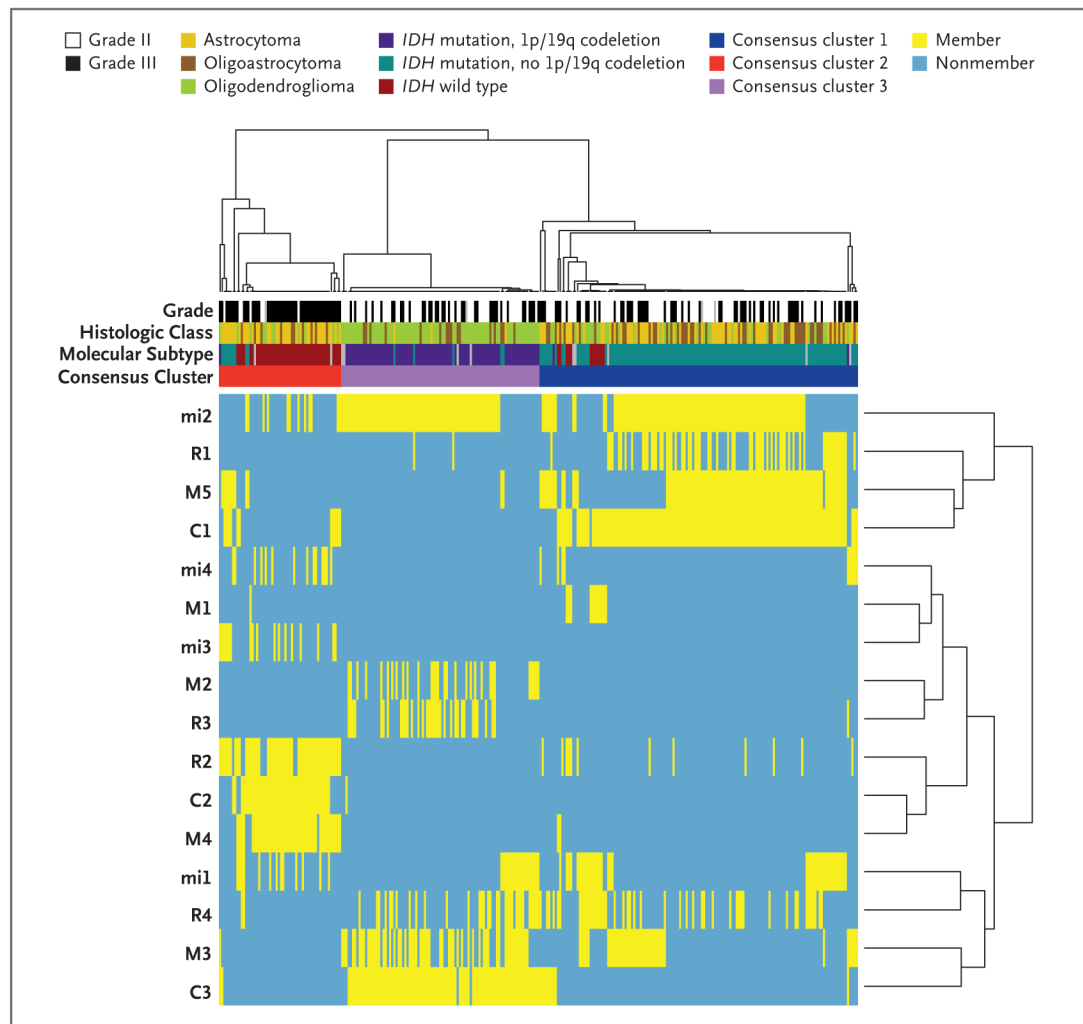 Grade II
Astrocytoma
IDH mutation, 1p/19q codeletion
Consensus cluster 1
Member
Grade III
Oligoastrocytoma
IDH mutation, no 1p/19q codeletion
Consensus cluster 2
Nonmember
Oligodendroglioma
IDH wild type
Consensus cluster 3
Grade
Histologic Class
Molecular Subtype
Consensus Cluster
mi2
R1
M5
C1
mi4
M1
mi3
M2
R3
R2
C2
M4
mi1
R4
M3
C3